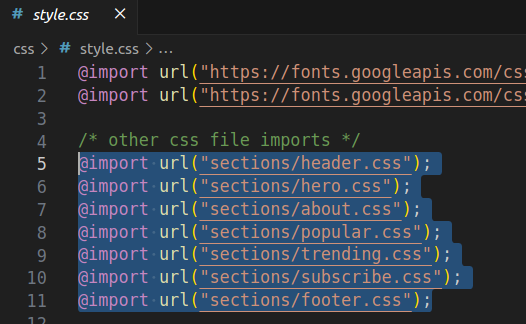 # style.css ×
css > # style.css > ...
1 @import url("https://fonts.googleapis.com/css
2 @import url("https://fonts.googleapis.com/css
3
4 /* other css file imports */
5 @import url("sections/header.css");
6 @import url("sections/hero.css");
7 @import url("sections/about.css");
8 @import url("sections/popular.css");
9 @import url("sections/trending.css");
10 @import url("sections/subscribe.css");
11 @import url("sections/footer.css");
12